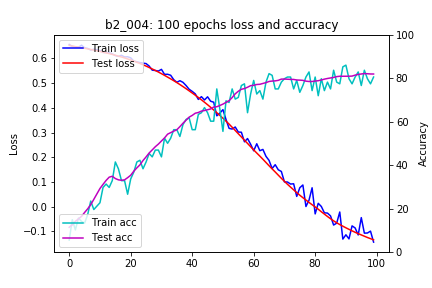 b2_004: 100 epochs loss and accuracy
Train loss
Test loss
Train acc
Test acc
Loss
Accuracy
0.6
0.5
0.4
0.3
0.2
0.1
0.0
−0.1
100
80
60
40
20
0
0 20 40 60 80 100